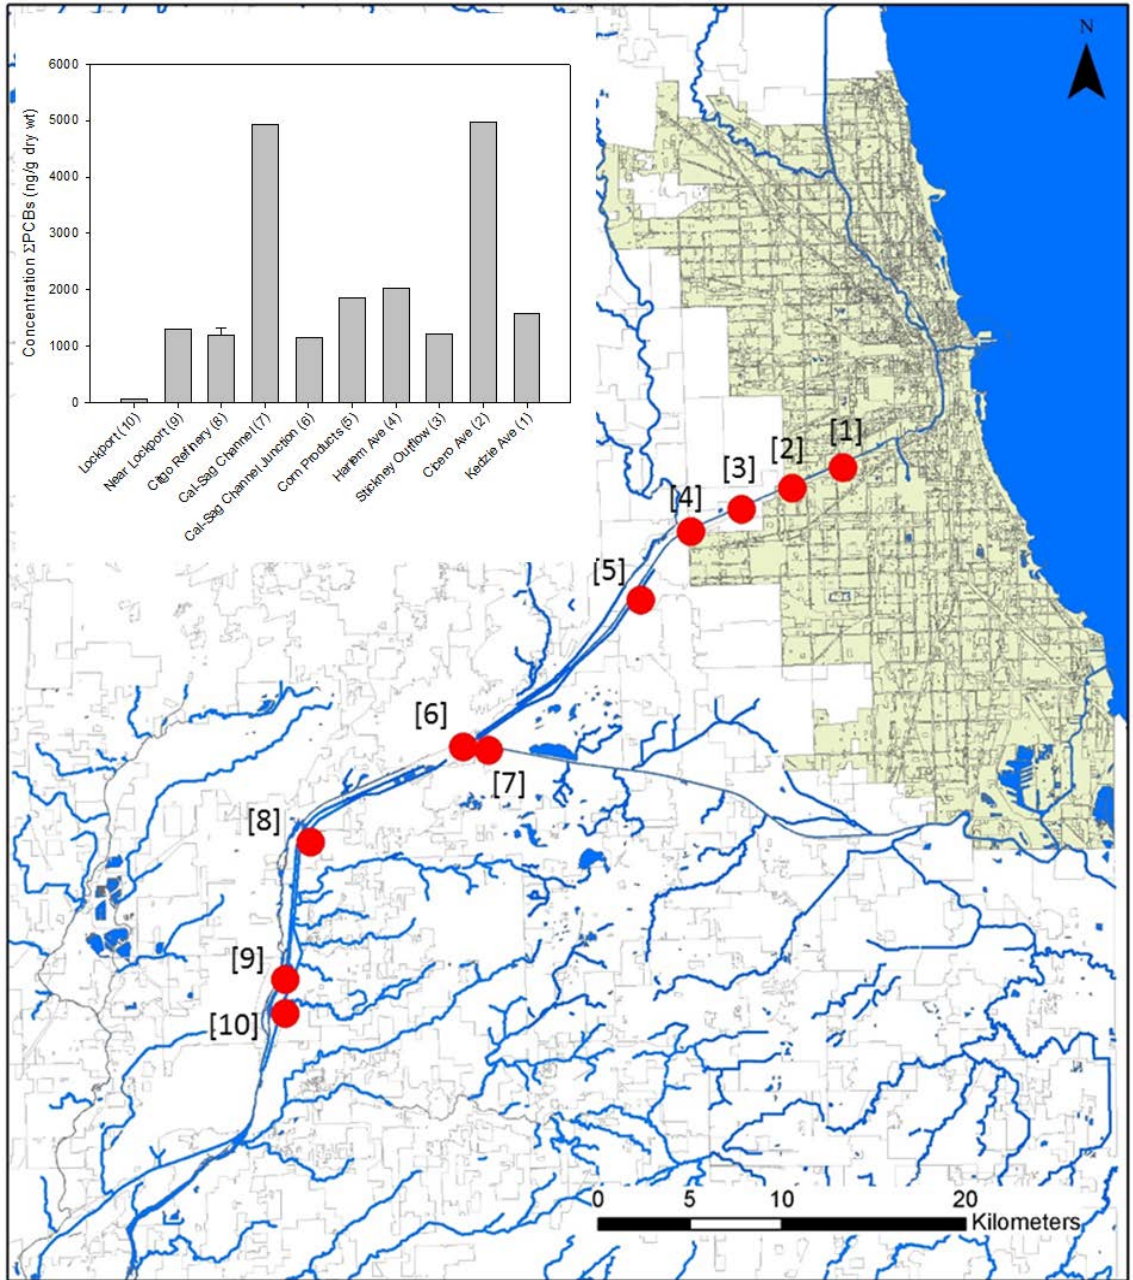 N
6000
5000
4000
3000
2000
1000
0
Concentration ΣPCBs (ng/g dry wt)
Lockport (10)
Near Lockport (9)
Citgo Refinery (8)
Cal-Sag Channel (7)
Cal-Sag Channel Junction (6)
Corn Products (5)
Harlem Ave (4)
Stickney Outflow (3)
Cicero Ave (2)
Kedzie Ave (1)
[1]
[2]
[3]
[4]
[5]
[6]
[7]
[8]
[9]
[10]
0 5 10 20
Kilometers